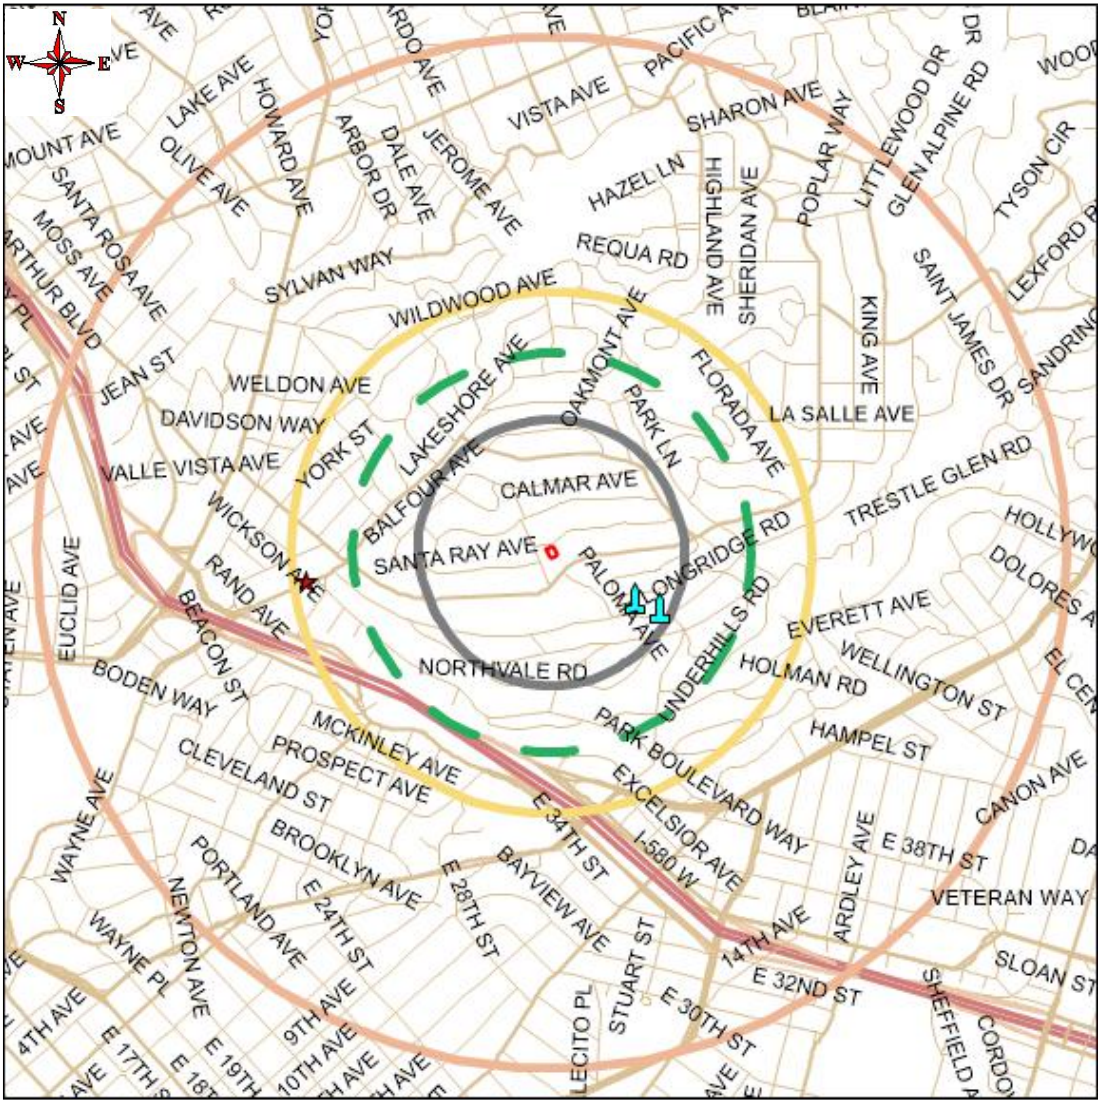 N
W E
S
LAKE AVE
HOWARD AVE
VISTA AVE
SHARON AVE
POPLAR WAY
LITTLEWOOD DR
GLEN ALPINE RD
TYSON CIR
OLIVE AVE
ARBOR DR
DALE AVE
JEROME AVE
HAZEL LN
HIGHLAND AVE
SHERIDAN AVE
REQUA RD
SANTA ROSA AVE
MOSS AVE
ARTHUR BLVD
SYLVAN WAY
WILDWOOD AVE
KING AVE
SAINT JAMES DR
JEAN ST
WELDON AVE
DAVIDSON WAY
LAKESHORE AVE
OAKMONT AVE
PARK LN
FLORADA AVE
LA SALLE AVE
YORK ST
VALLE VISTA AVE
BALFOUR AVE
CALMAR AVE
TRESTLE GLEN RD
WICKSON AVE
SANTA RAY AVE
PALOMA AVE
LONGRIDGE RD
EUCLID AVE
RAND AVE
BEACON ST
NORTHVALE RD
UNDERHILLS RD
EVERETT AVE
HOLMAN RD
WELLINGTON ST
BODEN WAY
MCKINLEY AVE
PROSPECT AVE
CLEVELAND ST
PARK BOULEVARD WAY
HAMPEL ST
EXCELSIOR AVE
CANON AVE
WAYNE AVE
BROOKLYN AVE
E 34TH ST
I-580 W
ARDLEY AVE
E 38TH ST
PORTLAND AVE
E 24TH ST
E 28TH ST
BAYVIEW AVE
VETERAN WAY
NEWTON AVE
WAYNE PL
STUART ST
14TH AVE
E 32ND ST
SLOAN ST
4TH AVE
9TH AVE
10TH AVE
E 19TH
E 30TH ST